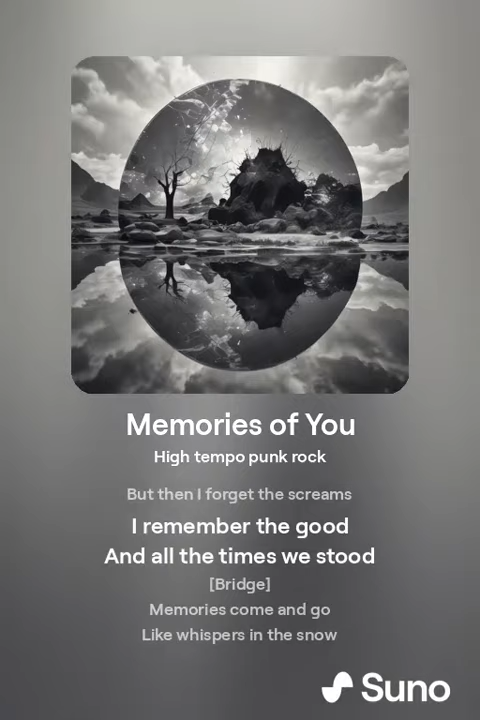 Memories of You
High tempo punk rock
But then I forget the screams
I remember the good
And all the times we stood
[Bridge]
Memories come and go
Like whispers in the snow
Suno